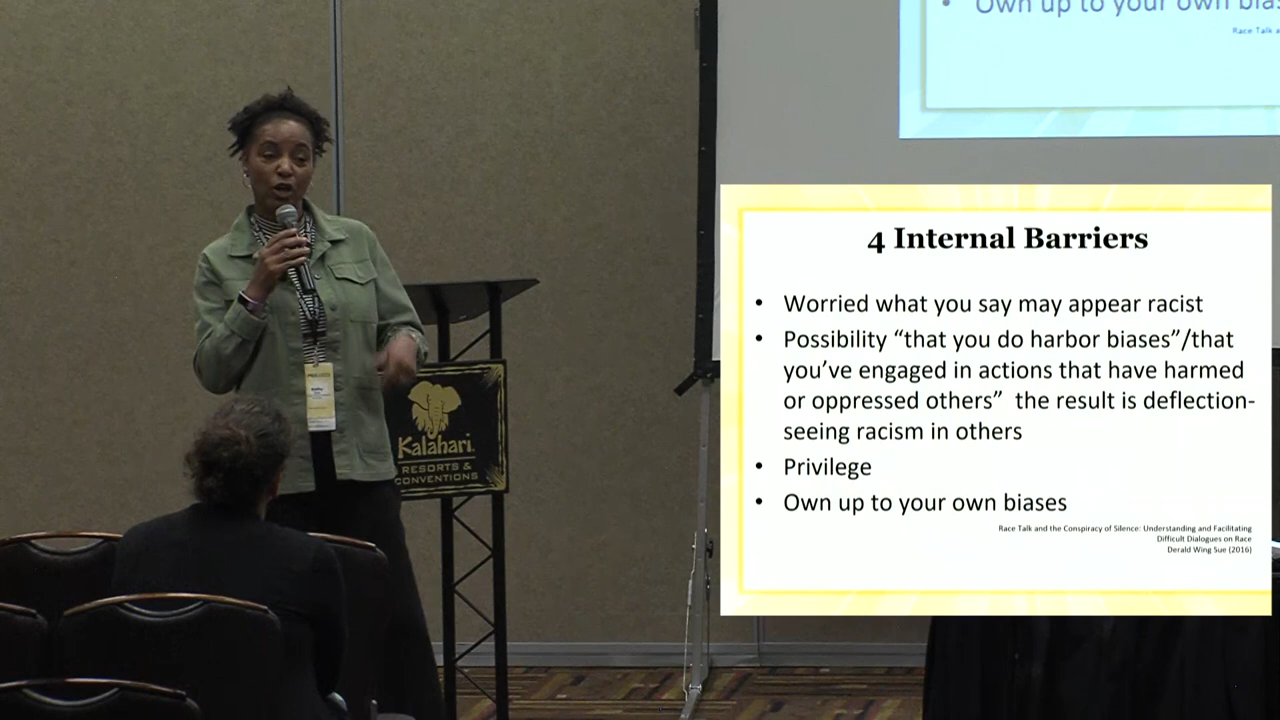 • Own up to your own bias
Race Talk a
4 Internal Barriers
• Worried what you say may appear racist
• Possibility “that you do harbor biases”/that
you’ve engaged in actions that have harmed
or oppressed others”  the result is deflection-
seeing racism in others
• Privilege
• Own up to your own biases
Race Talk and the Conspiracy of Silence: Understanding and Facilitating
Difficult Dialogues on Race
Derald Wing Sue (2016)
Kalahari
RESORTS &
CONVENTIONS